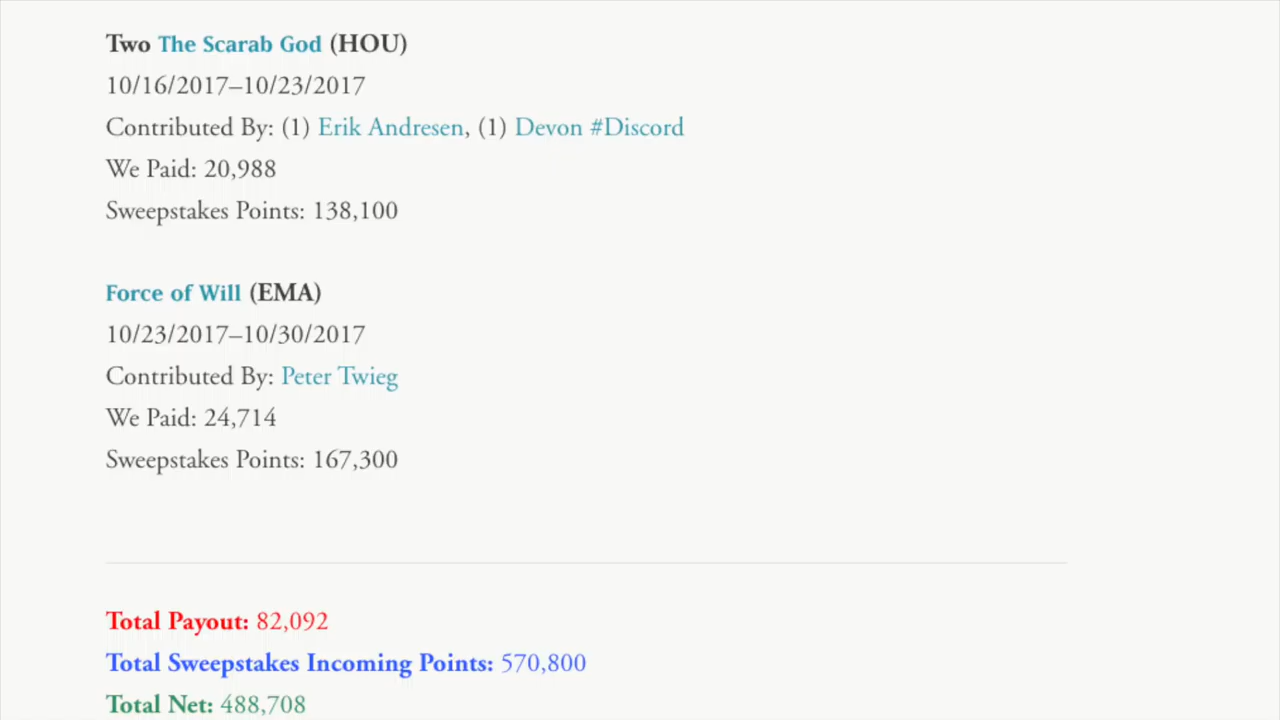 Two The Scarab God (HOU)
10/16/2017–10/23/2017
Contributed By: (1) Erik Andresen, (1) Devon #Discord
We Paid: 20,988
Sweepstakes Points: 138,100
Force of Will (EMA)
10/23/2017–10/30/2017
Contributed By: Peter Twieg
We Paid: 24,714
Sweepstakes Points: 167,300
Total Payout: 82,092
Total Sweepstakes Incoming Points: 570,800
Total Net: 488,708